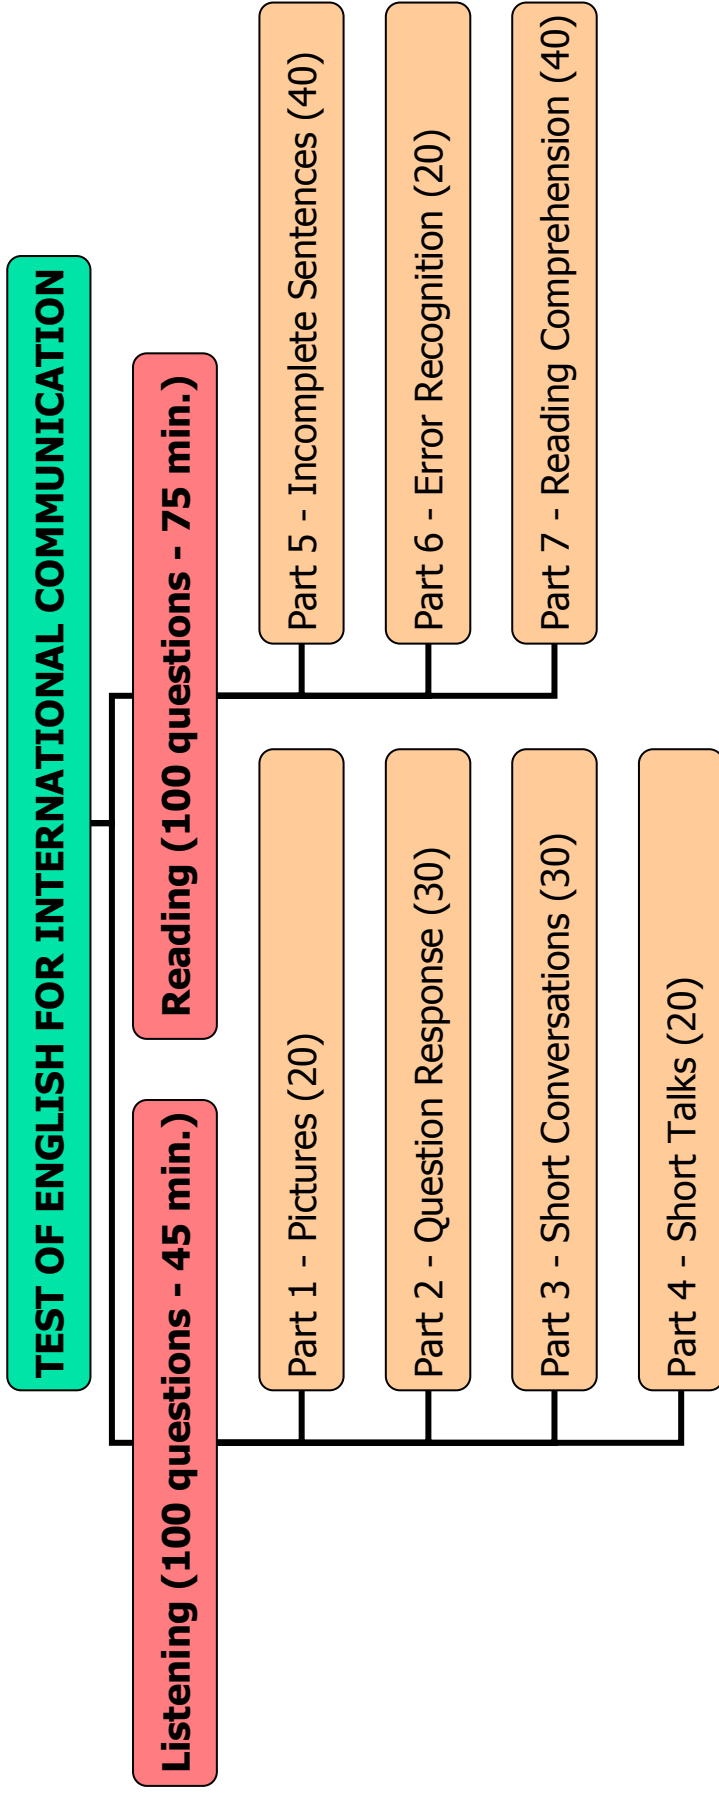 TEST OF ENGLISH FOR INTERNATIONAL COMMUNICATION
Listening (100 questions - 45 min.)
Part 1 - Pictures (20)
Part 2 - Question Response (30)
Part 3 - Short Conversations (30)
Part 4 - Short Talks (20)
Reading (100 questions - 75 min.)
Part 5 - Incomplete Sentences (40)
Part 6 - Error Recognition (20)
Part 7 - Reading Comprehension (40)